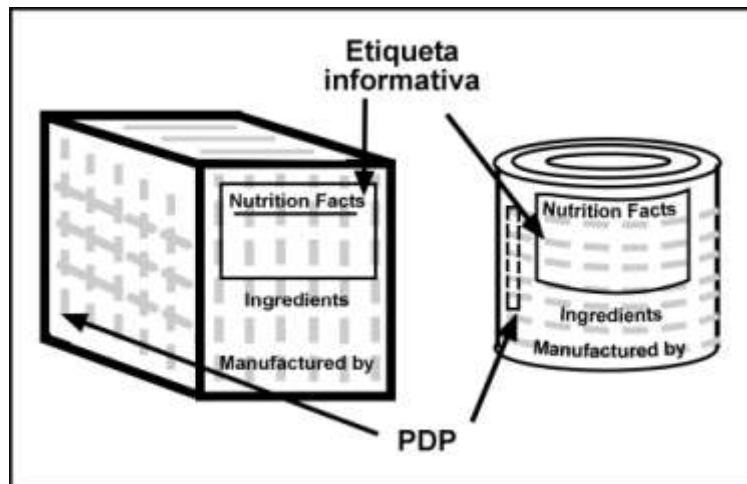 Etiqueta
informativa
Nutrition Facts
Ingredients
Manufactured by
Nutrition Facts
Ingredients
Manufactured by
PDP